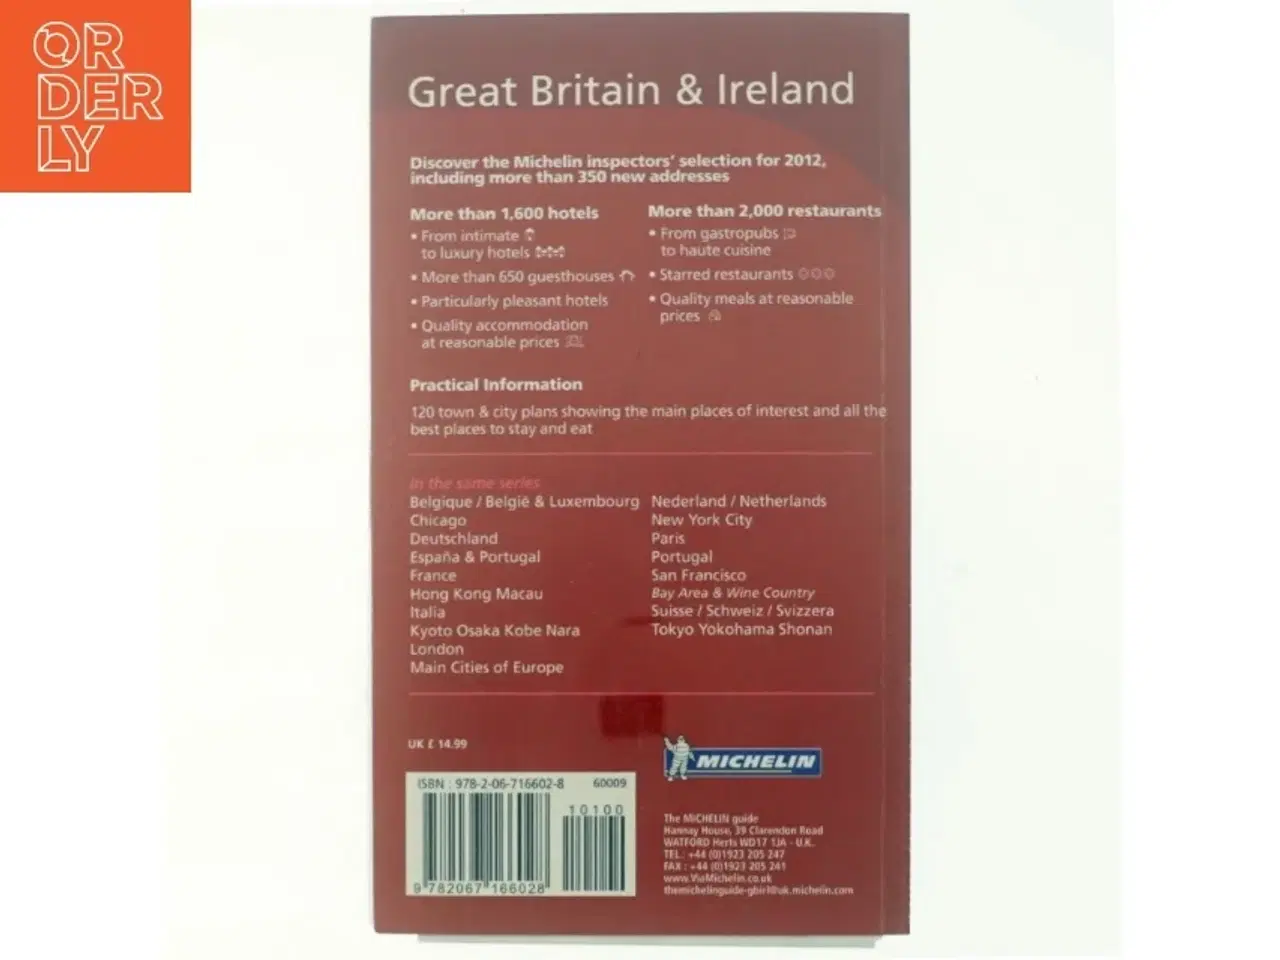 ORDERLY
Great Britain & Ireland
Discover the Michelin inspectors' selection for 2012,
including more than 350 new addresses
More than 1,600 hotels
• From intimate
to luxury hotels
• More than 650 guesthouses
• Particularly pleasant hotels
• Quality accommodation
at reasonable prices
More than 2,000 restaurants
• From gastropubs
to haute cuisine
• Starred restaurants
• Quality meals at reasonable
prices
Practical Information
120 town & city plans showing the main places of interest and all the
best places to stay and eat
In the same series
Belgique / België & Luxembourg
Chicago
Deutschland
España & Portugal
France
Hong Kong Macau
Italia
Kyoto Osaka Kobe Nara
London
Main Cities of Europe
Nederland / Netherlands
New York City
Paris
Portugal
San Francisco
Bay Area & Wine Country
Suisse / Schweiz / Svizzera
Tokyo Yokohama Shonan
UK £ 14.99
ISBN : 978-2-06-716602-8 60009
10100
9 782067 166028
MICHELIN
The MICHELIN guide
Hannay House, 39 Clarendon Road
WATFORD Herts WD17 1JA - U.K.
TEL : +44 (0)1923 205 247
FAX : +44 (0)1923 205 241
www.ViaMichelin.co.uk
themichelinguide-gbirl@uk.michelin.com